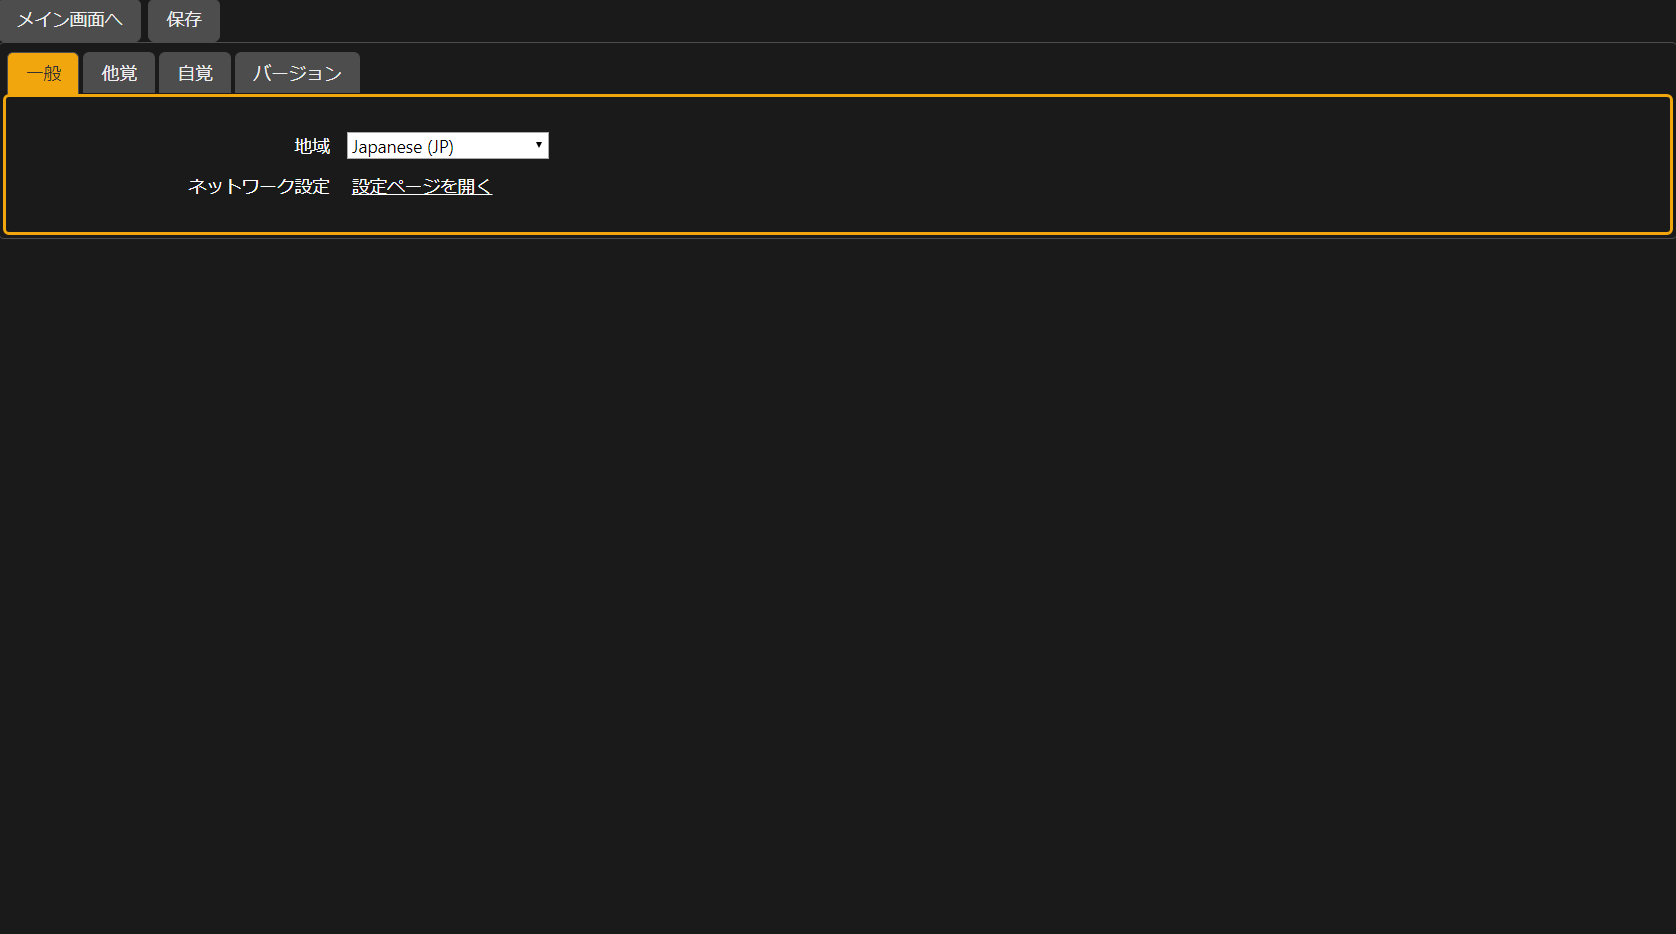 メイン画面へ 保存
一般 他覚 自覚 バージョン
地域 Japanese (JP)
ネットワーク設定 設定ページを開く